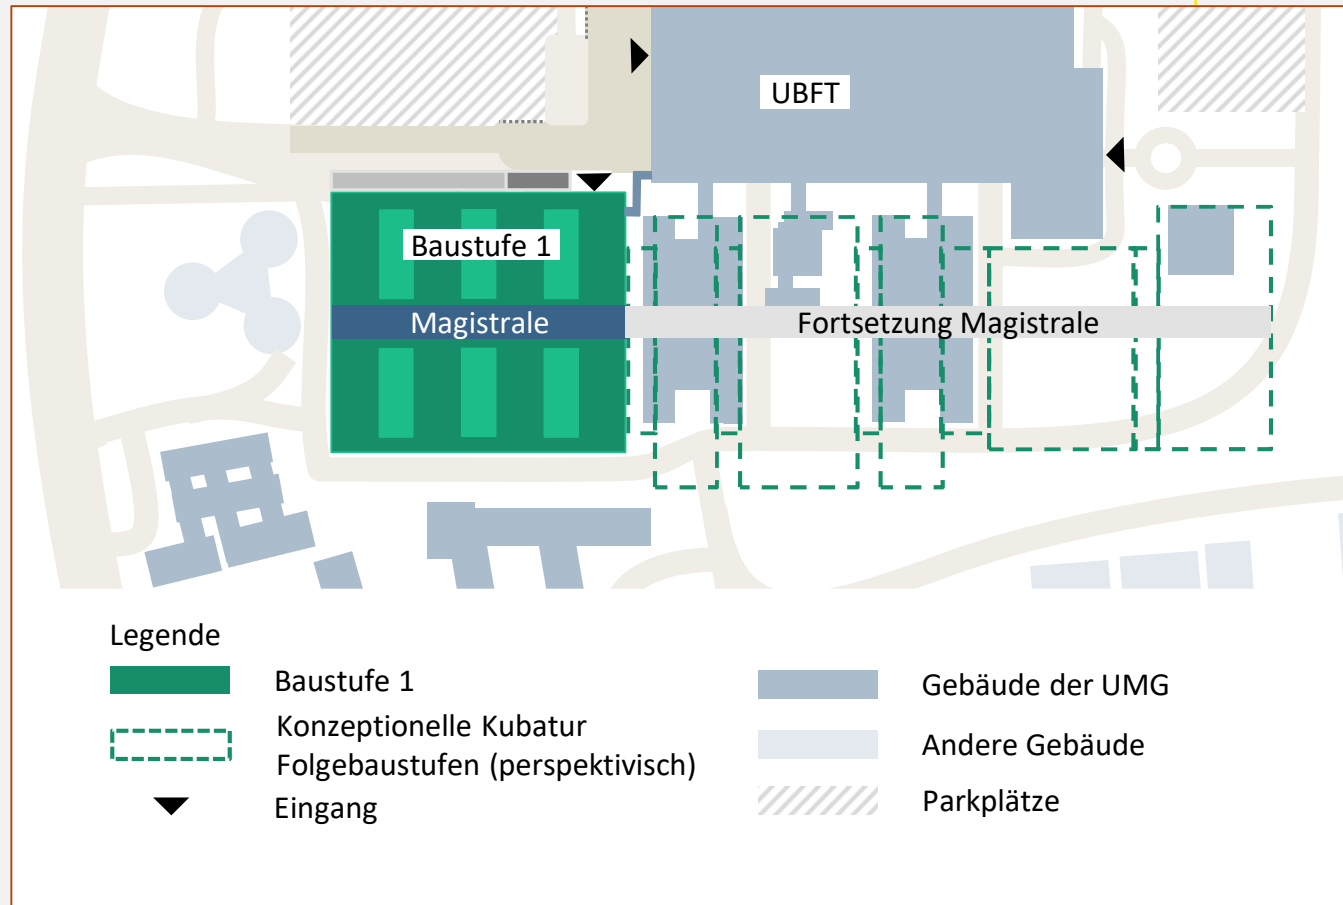 UBFT
Baustufe 1
Magistrale
Fortsetzung Magistrale
Legende
Baustufe 1
Konzeptionelle Kubatur
Folgebaustufen (perspektivisch)
Eingang
Gebäude der UMG
Andere Gebäude
Parkplätze